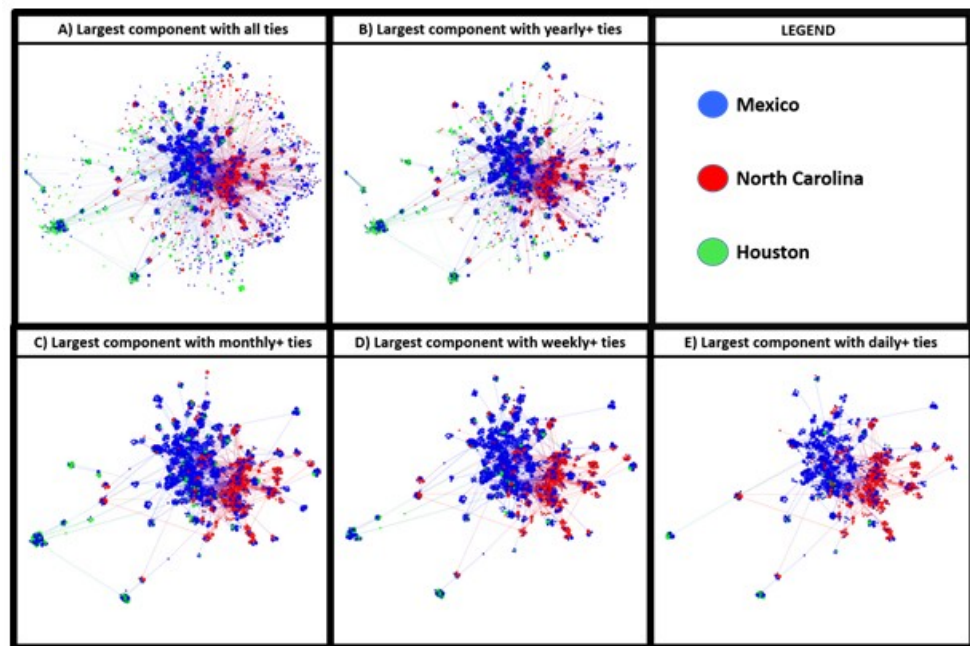 A) Largest component with all ties
B) Largest component with yearly+ ties
LEGEND
Mexico
North Carolina
Houston
C) Largest component with monthly+ ties
D) Largest component with weekly+ ties
E) Largest component with daily+ ties